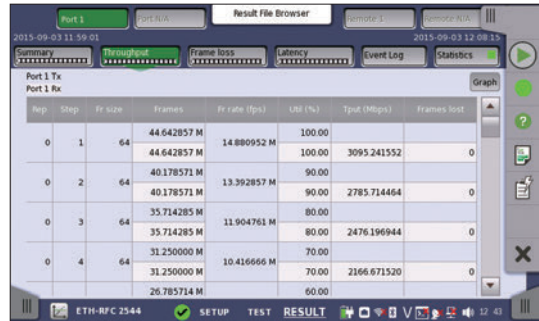 Port 1 Port N/A Result File Browser Remote 1 Remote N/A
2015-09-03 11 59 01 2015-09-03 12 08 15
Summary Throughput Frame loss Latency Event Log Statistics
Port 1 Tx
Port 1 Rx
Graph
Rep Step Fr size Frames Fr rate (fps) Util (%) Tput (Mbps) Frames lost
44.642857 M 100.00
0 1 64 14.880952 M
44.642857 M 100.00 3095.241552 0
40.178571 M 90.00
0 2 64 13.392857 M
40.178571 M 90.00 2785.714464 0
35.714285 M 80.00
0 3 64 11.904761 M
35.714285 M 80.00 2476.196944 0
31.250000 M 70.00
0 4 64 10.416666 M
31.250000 M 70.00 2166.671520 0
26.785714 M 60.00
ETH-RFC 2544 SETUP TEST RESULT 12 43